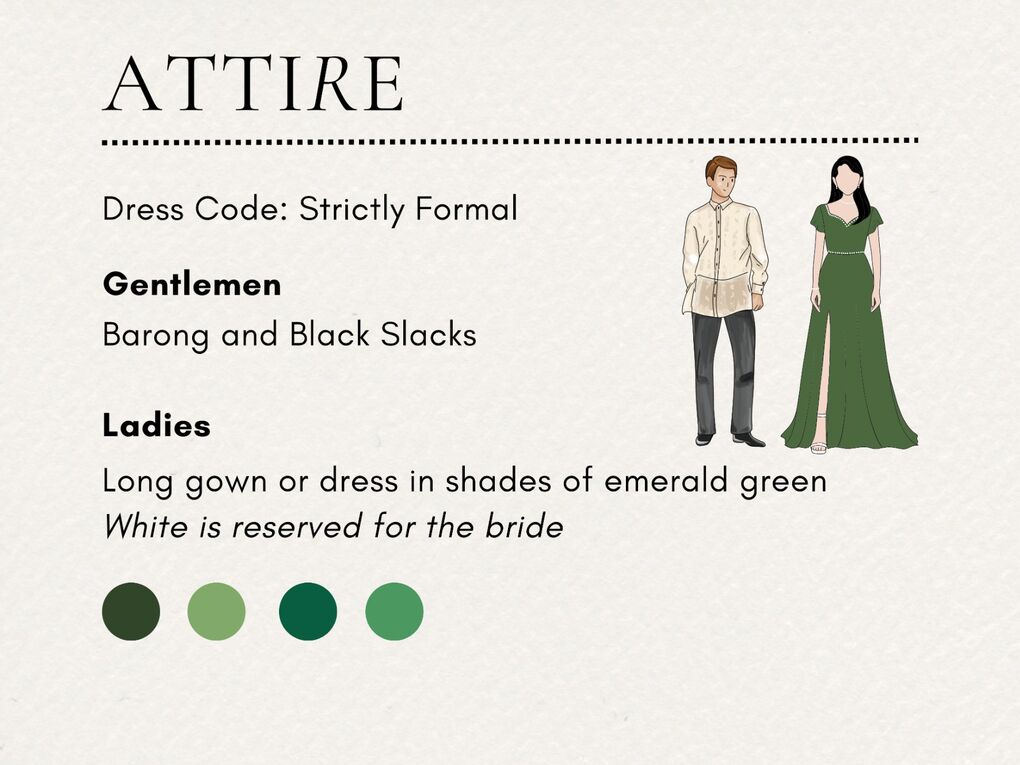 ATTIRE
Dress Code: Strictly Formal
Gentlemen
Barong and Black Slacks
Ladies
Long gown or dress in shades of emerald green
White is reserved for the bride